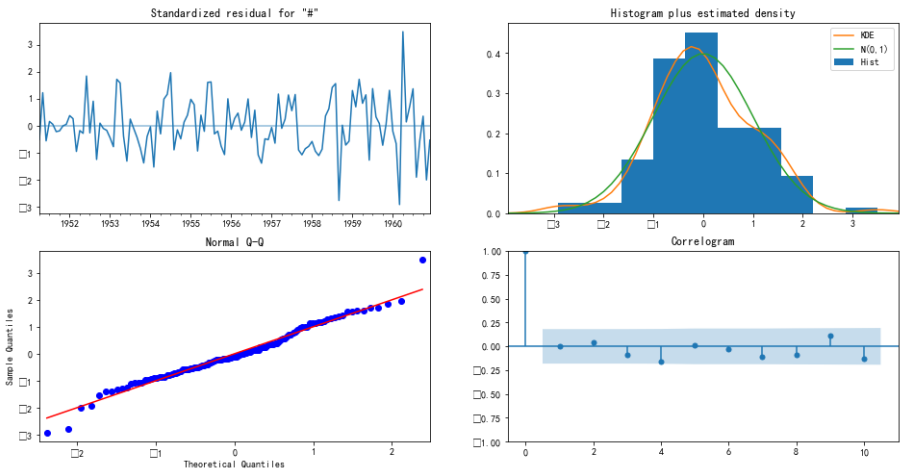 Standardized residual for "#"
3
2
1
0
□1
□2
□3
1952 1953 1954 1955 1956 1957 1958 1959 1960
Histogram plus estimated density
KDE
N(0,1)
Hist
0.4
0.3
0.2
0.1
0.0
□3 □2 □1 0 1 2 3
Normal Q-Q
Sample Quantiles
3
2
1
0
□1
□2
□3
□2 □1 0 1 2
Theoretical Quantiles
Correlogram
1.00
0.75
0.50
0.25
0.00
□0.25
□0.50
□0.75
□1.00
0 2 4 6 8 10